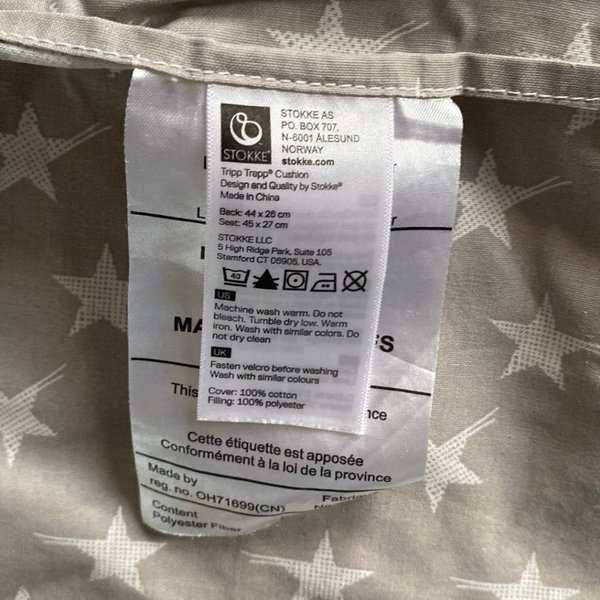 STOKKE
STOKKE AS
P.O. BOX 707,
N-6001 ÅLESUND
NORWAY
stokke.com
Tripp Trapp® Cushion
Design and Quality by Stokke®
Made in China
Back: 44 x 26 cm
Seat: 45 x 27 cm
STOKKE LLC
5 High Ridge Park, Suite 105
Stamford CT 06905, USA.
40
US
Machine wash warm. Do not
bleach. Tumble dry low. Warm
iron. Wash with similar colors. Do
not dry clean
UK
Fasten velcro before washing
Wash with similar colours
Cover: 100% cotton
Filling: 100% polyester
This
Cette étiquette est apposée
Conformément à la loi de la province
Made by
reg. no. OH71699(CN)
Content
Polyester Fiber